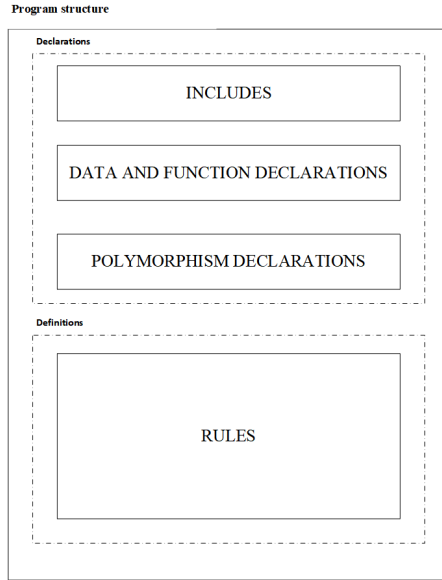 Program structure
Declarations
INCLUDES
DATA AND FUNCTION DECLARATIONS
POLYMORPHISM DECLARATIONS
Definitions
RULES